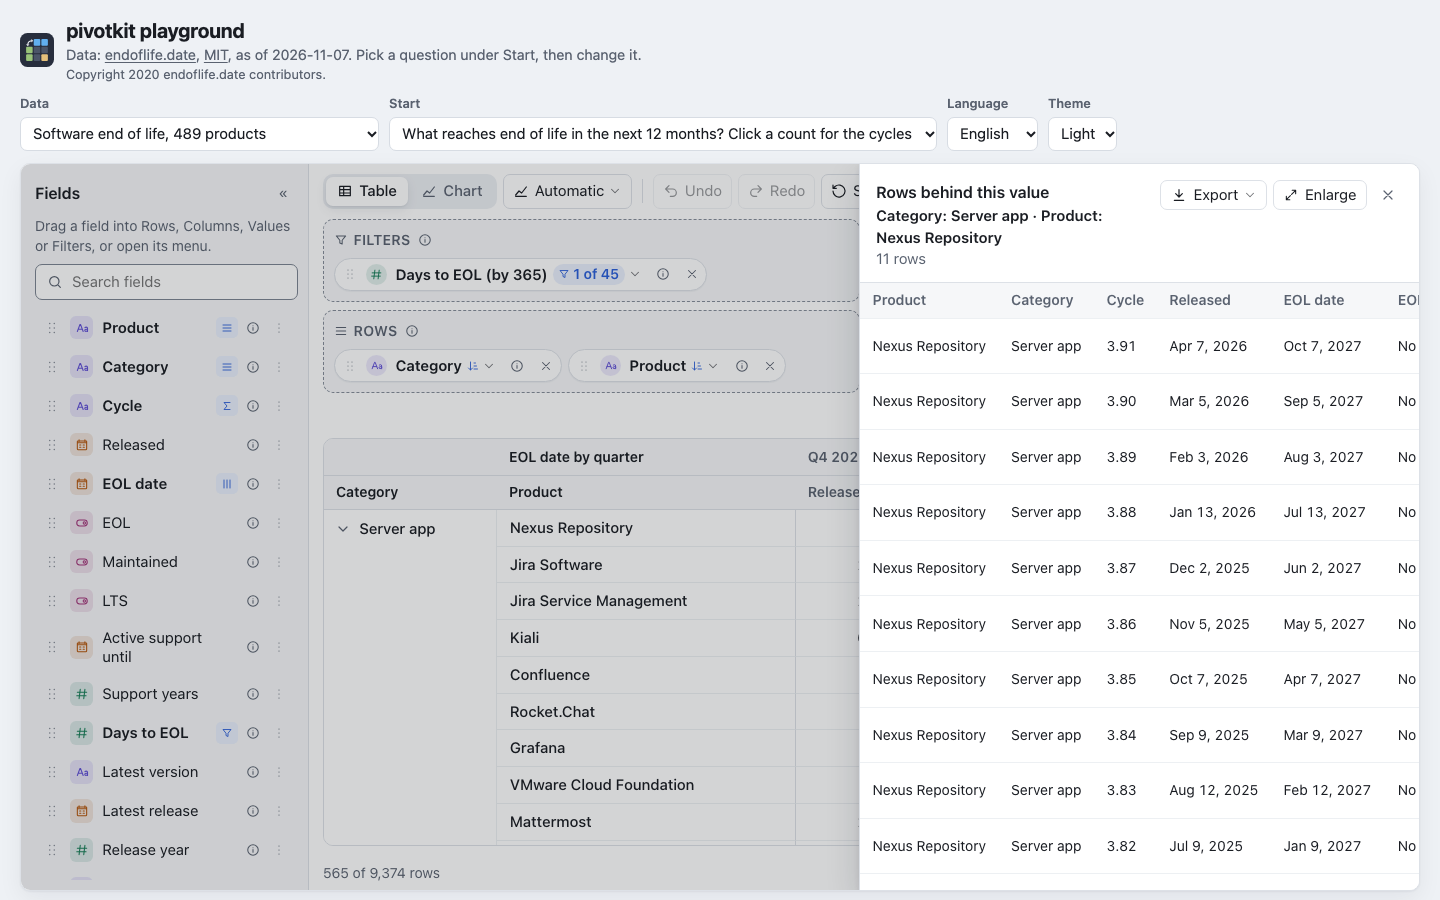 pivotkit playground
Data: endoflife.date, MIT, as of 2026-11-07. Pick a question under Start, then change it.
Copyright 2020 endoflife.date contributors.
Data
Start
Language
Theme
Software end of life, 489 products
What reaches end of life in the next 12 months? Click a count for the cycles
English
Light
Fields
«
Drag a field into Rows, Columns, Values
or Filters, or open its menu.
Search fields
Aa Product
Aa Category
Aa Cycle Σ
Released
EOL date
EOL
Maintained
LTS
Active support
until
# Support years
# Days to EOL
Aa Latest version
Latest release
# Release year
Table
Chart
Automatic
Undo
Redo
FILTERS
# Days to EOL (by 365) 1 of 45
ROWS
Aa Category
Aa Product
EOL date by quarter
Q4 202
Category
Product
Release
Server app
Nexus Repository
Jira Software
Jira Service Management
Kiali
Confluence
Rocket.Chat
Grafana
VMware Cloud Foundation
Mattermost
565 of 9,374 rows
Rows behind this value
Category: Server app · Product:
Nexus Repository
11 rows
Export
Enlarge
Product Category Cycle Released EOL date EOL
Nexus Repository Server app 3.91 Apr 7, 2026 Oct 7, 2027 No
Nexus Repository Server app 3.90 Mar 5, 2026 Sep 5, 2027 No
Nexus Repository Server app 3.89 Feb 3, 2026 Aug 3, 2027 No
Nexus Repository Server app 3.88 Jan 13, 2026 Jul 13, 2027 No
Nexus Repository Server app 3.87 Dec 2, 2025 Jun 2, 2027 No
Nexus Repository Server app 3.86 Nov 5, 2025 May 5, 2027 No
Nexus Repository Server app 3.85 Oct 7, 2025 Apr 7, 2027 No
Nexus Repository Server app 3.84 Sep 9, 2025 Mar 9, 2027 No
Nexus Repository Server app 3.83 Aug 12, 2025 Feb 12, 2027 No
Nexus Repository Server app 3.82 Jul 9, 2025 Jan 9, 2027 No